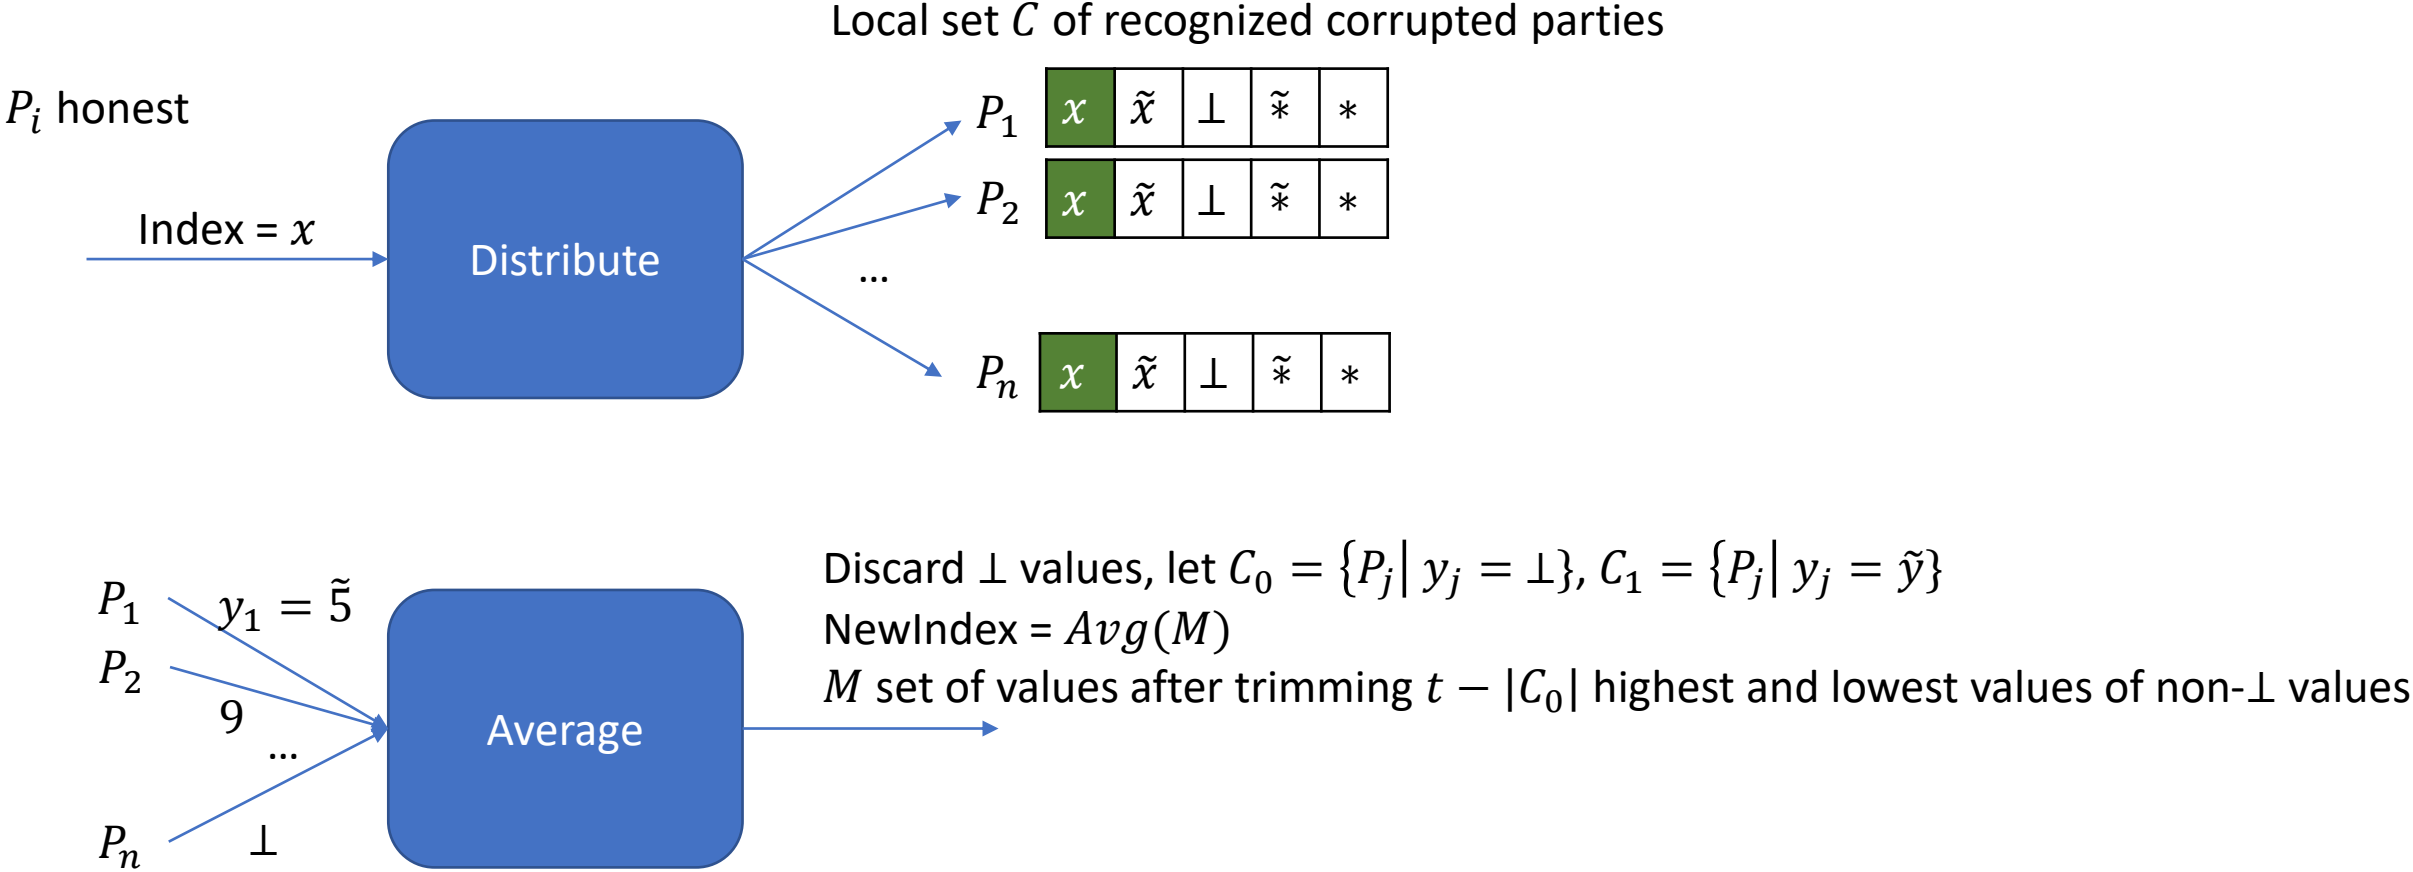 Local set C of recognized corrupted parties
P_i honest
Index = x
Distribute
P_1 x x̃ ⊥ ∗̃ ∗
P_2 x x̃ ⊥ ∗̃ ∗
...
P_n x x̃ ⊥ ∗̃ ∗
P_1 y_1 = 5̃
P_2 9
...
P_n ⊥
Average
Discard ⊥ values, let C_0 = {P_j| y_j = ⊥}, C_1 = {P_j| y_j = ỹ}
NewIndex = Avg(M)
M set of values after trimming t − |C_0| highest and lowest values of non-⊥ values